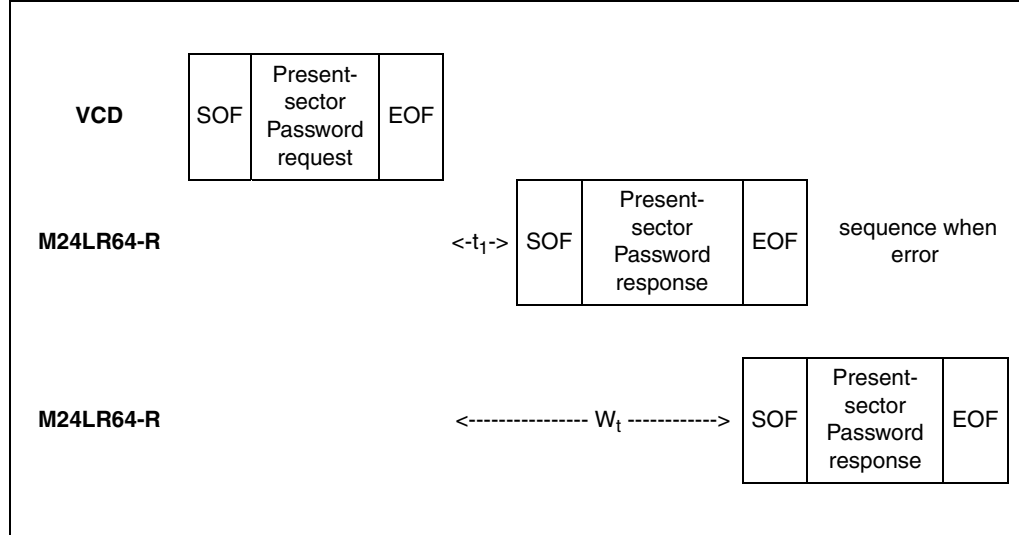 VCD
SOF
Present-
sector
Password
request
EOF
M24LR64-R
<-t₁->
SOF
Present-
sector
Password
response
EOF
sequence when
error
M24LR64-R
<---------------- Wₜ ------------>
SOF
Present-
sector
Password
response
EOF